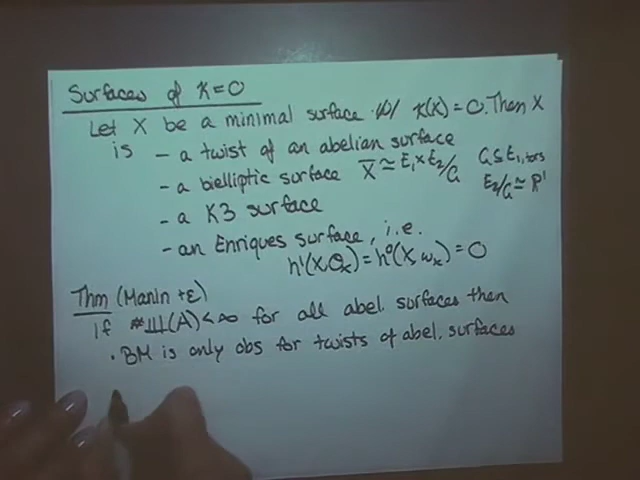 Surfaces of κ=0
Let X be a minimal surface w/ κ(X) = 0. Then X
is - a twist of an abelian surface
- a bielliptic surface X̄ ≃ E₁×E₂/G G ⊆ E₁,tors E₂/G ≃ P¹
- a K3 surface
- an Enriques surface, i.e.
h¹(X,O_X) = h⁰(X,ω_X) = 0
Thm (Manin +ε)
if #Ш(A)<∞ for all abel. surfaces then
• BM is only obs for twists of abel. surfaces